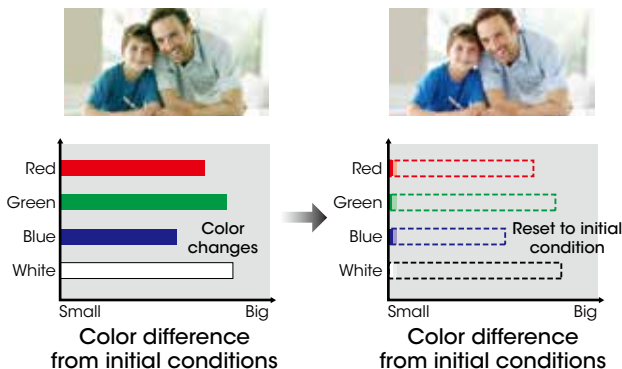 Red
Green
Blue
White
Color
changes
Small
Big
Color difference
from initial conditions
Red
Green
Blue
White
Reset to initial
condition
Small
Big
Color difference
from initial conditions